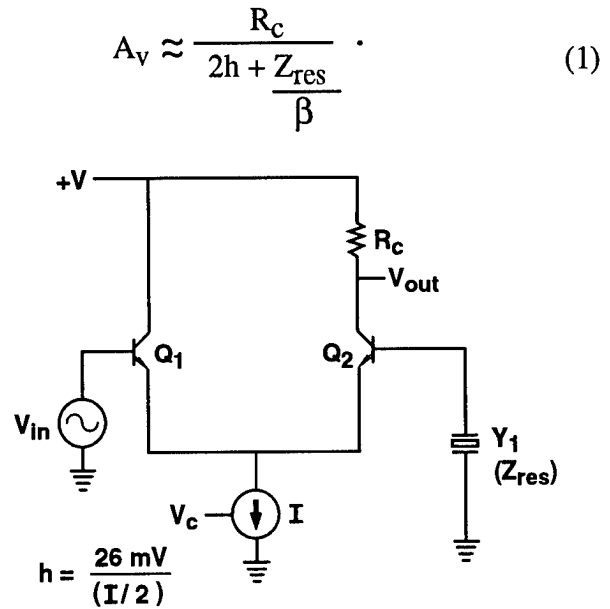 A_v ≈ R_c / (2h + Z_res / β) . (1)
+V
R_c
V_out
Q_1
Q_2
V_in
Y_1
(Z_res)
V_c
I
h = 26 mV / (I/2)